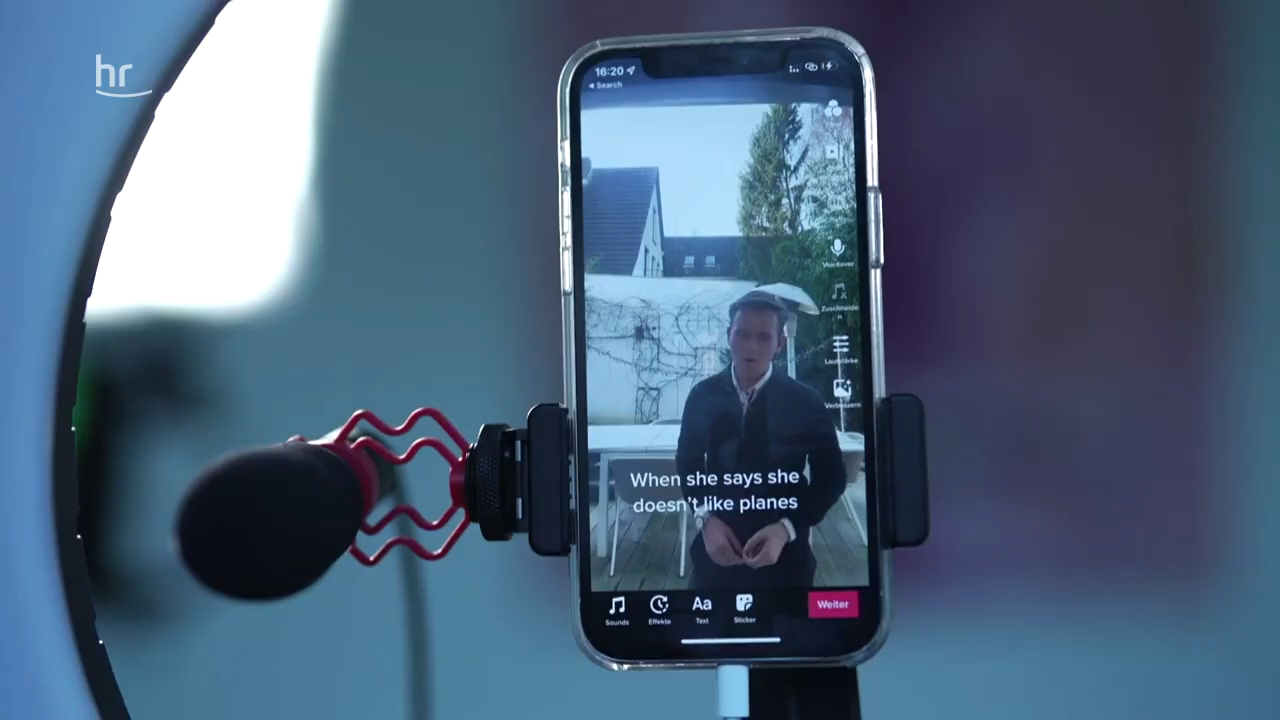 hr
16:20
Search
Voiceover
Zuschneiden
Lautstärke
Verbessern
When she says she
doesn't like planes
Sounds
Effekte
Text
Sticker
Aa
Weiter